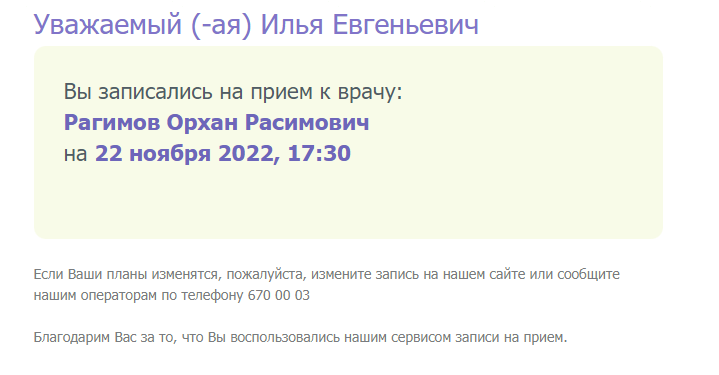 Уважаемый (-ая) Илья Евгеньевич
Вы записались на прием к врачу:
Рагимов Орхан Расимович
на 22 ноября 2022, 17:30
Если Ваши планы изменятся, пожалуйста, измените запись на нашем сайте или сообщите
нашим операторам по телефону 670 00 03
Благодарим Вас за то, что Вы воспользовались нашим сервисом записи на прием.